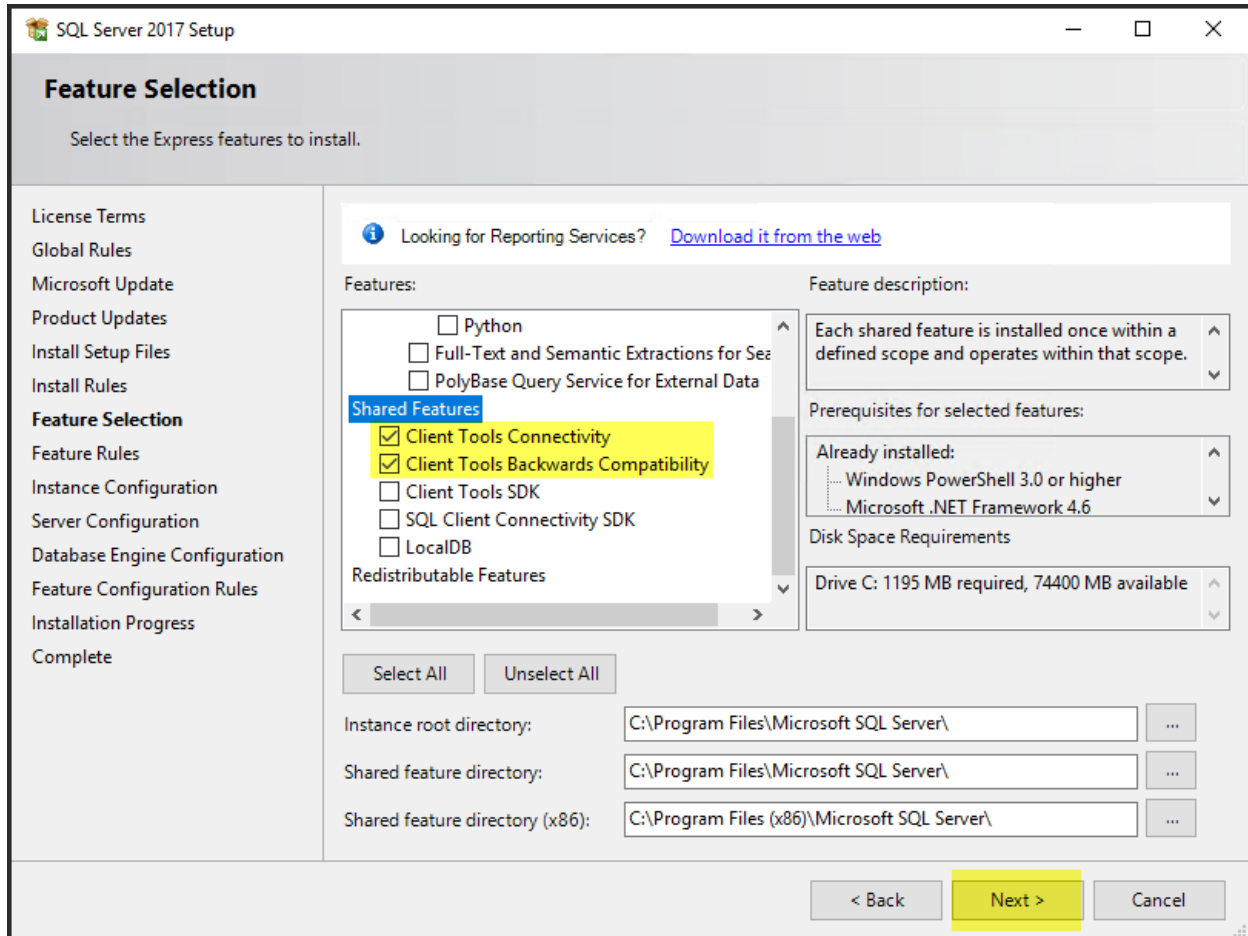 SQL Server 2017 Setup
Feature Selection
Select the Express features to install.
License Terms
Global Rules
Microsoft Update
Product Updates
Install Setup Files
Install Rules
Feature Selection
Feature Rules
Instance Configuration
Server Configuration
Database Engine Configuration
Feature Configuration Rules
Installation Progress
Complete
Looking for Reporting Services? Download it from the web
Features:
Python
Full-Text and Semantic Extractions for Sea
PolyBase Query Service for External Data
Shared Features
Client Tools Connectivity
Client Tools Backwards Compatibility
Client Tools SDK
SQL Client Connectivity SDK
LocalDB
Redistributable Features
Feature description:
Each shared feature is installed once within a
defined scope and operates within that scope.
Prerequisites for selected features:
Already installed:
Windows PowerShell 3.0 or higher
Microsoft .NET Framework 4.6
Disk Space Requirements
Drive C: 1195 MB required, 74400 MB available
Select All
Unselect All
Instance root directory: C:\Program Files\Microsoft SQL Server\ ...
Shared feature directory: C:\Program Files\Microsoft SQL Server\ ...
Shared feature directory (x86): C:\Program Files (x86)\Microsoft SQL Server\ ...
< Back
Next >
Cancel